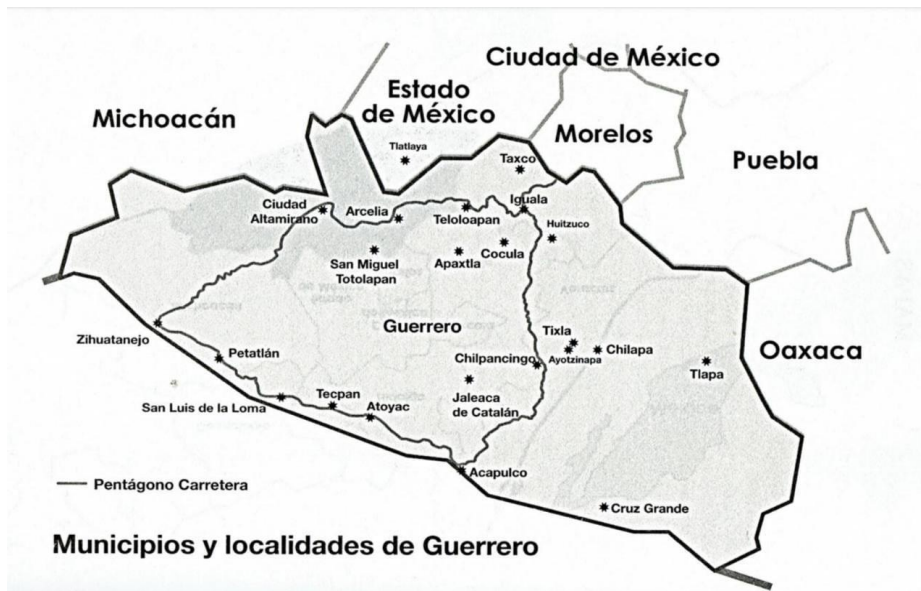 Ciudad de México
Estado
de México
Michoacán
Morelos
Tlatlaya
Taxco
Puebla
Ciudad
Altamirano
Arcelia
Teloloapan
Iguala
Huitzuco
San Miguel
Totolapan
Apaxtla
Cocula
Guerrero
Zihuatanejo
Petatlán
Tixla
Chilpancingo
Ayotzinapa
Chilapa
Oaxaca
Tlapa
San Luis de la Loma
Tecpan
Atoyac
Jaleaca
de Catalán
Acapulco
Pentágono Carretera
Cruz Grande
Municipios y localidades de Guerrero